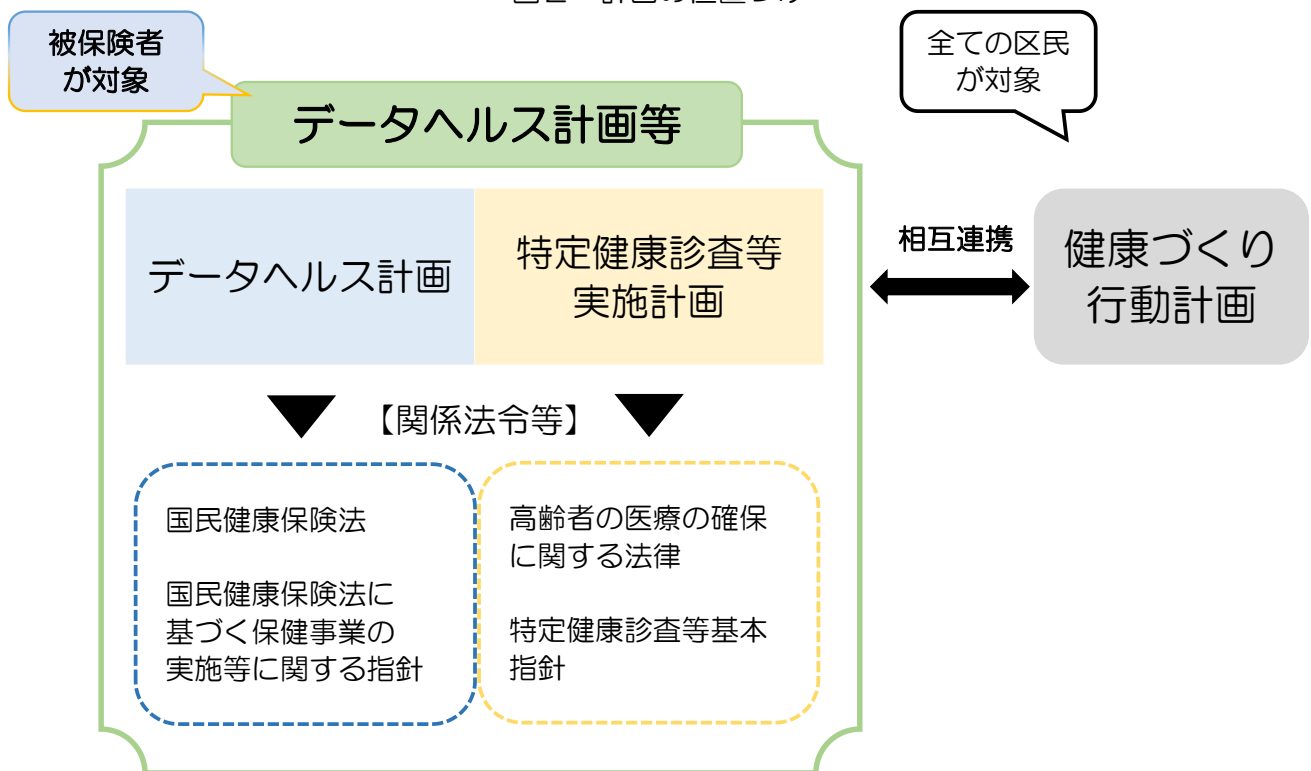 被保険者
が対象
全ての区民
が対象
データヘルス計画等
データヘルス計画
特定健康診査等
実施計画
相互連携
健康づくり
行動計画
【関係法令等】
国民健康保険法
国民健康保険法に
基づく保健事業の
実施等に関する指針
高齢者の医療の確保
に関する法律
特定健康診査等基本
指針